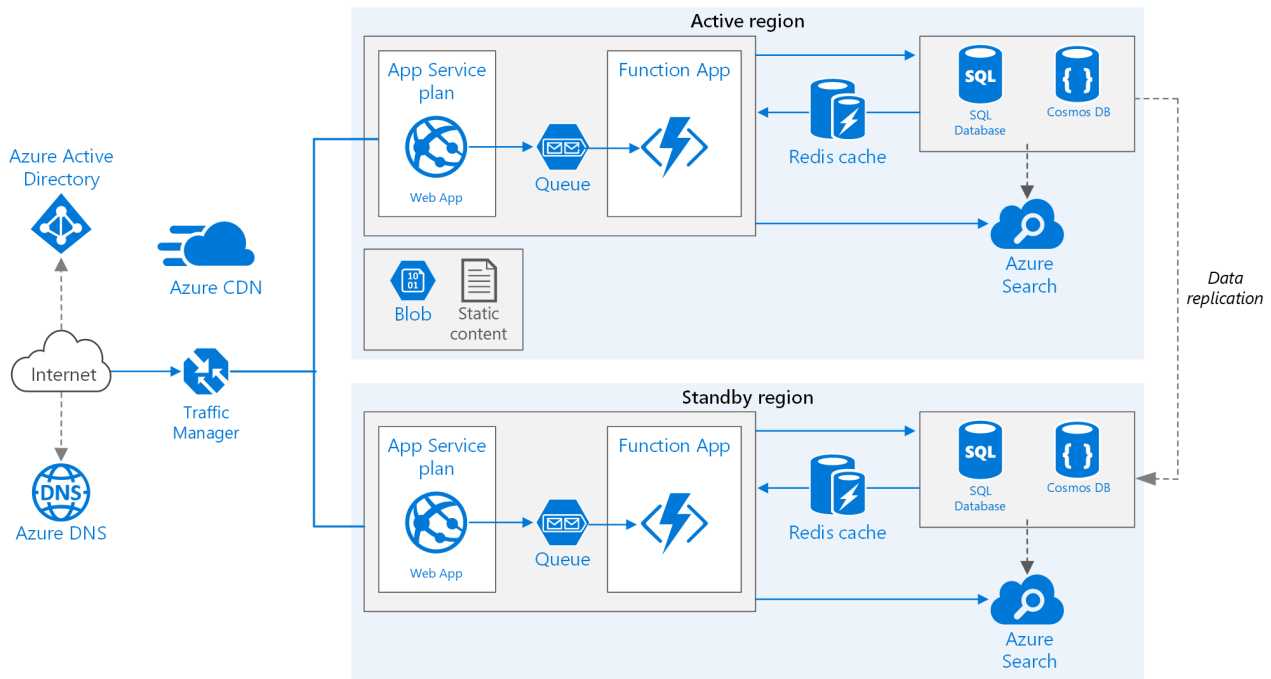 Azure Active
Directory
Azure CDN
Internet
Traffic
Manager
DNS
Azure DNS
Active region
App Service
plan
Web App
Queue
Function App
Redis cache
SQL
SQL
Database
{ }
Cosmos DB
Azure
Search
10
01
Blob
Static
content
Data
replication
Standby region
App Service
plan
Web App
Queue
Function App
Redis cache
SQL
SQL
Database
{ }
Cosmos DB
Azure
Search